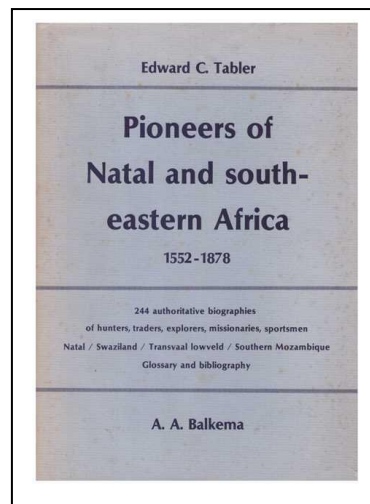 Edward C. Tabler
Pioneers of
Natal and south-
eastern Africa
1552-1878
244 authoritative biographies
of hunters, traders, explorers, missionaries, sportsmen
Natal / Swaziland / Transvaal lowveld / Southern Mozambique
Glossary and bibliography
A. A. Balkema